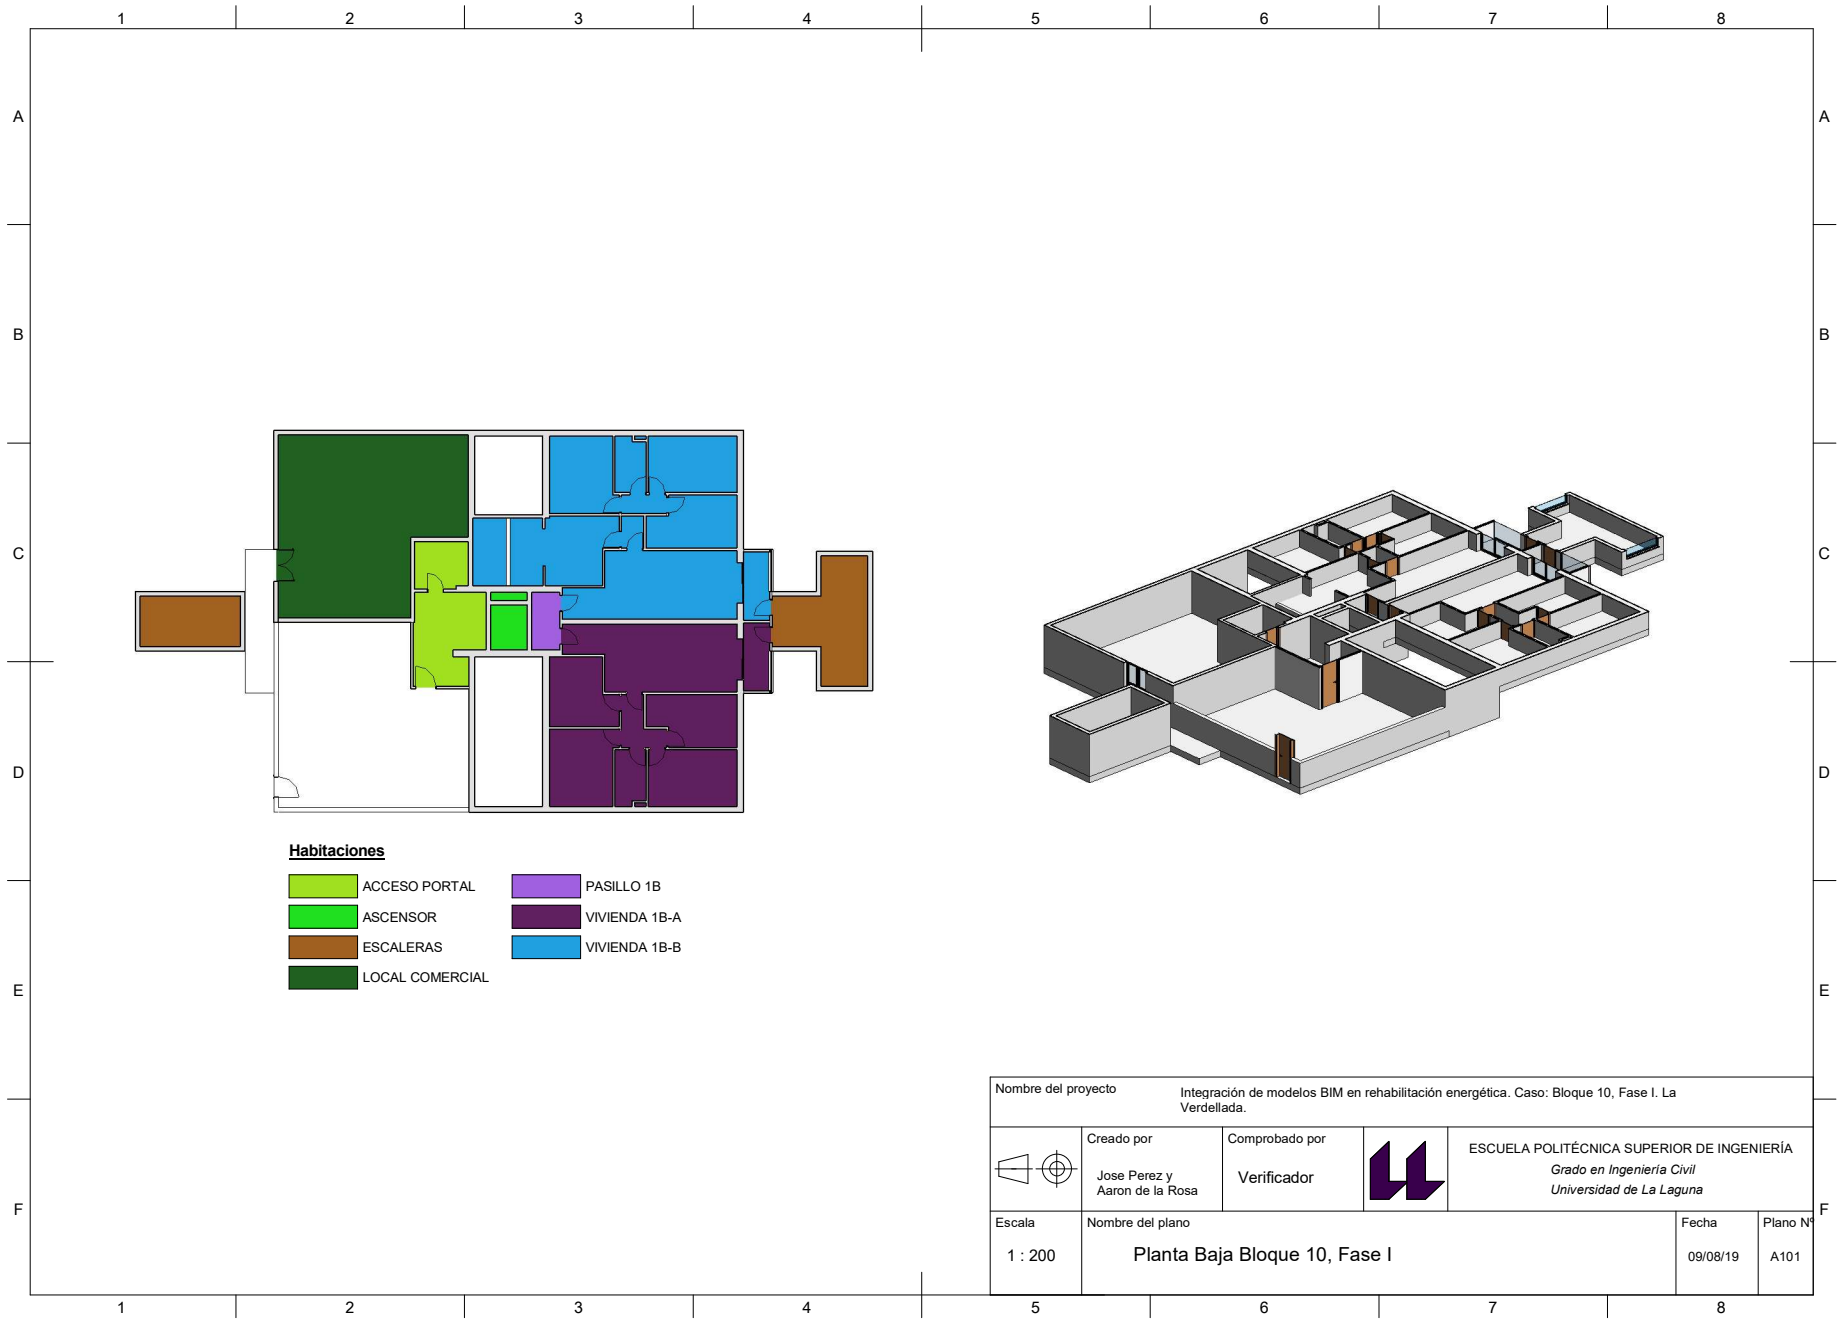 1 2 3 4 5 6 7 8
A A
B B
C C
D D
E E
F F
Habitaciones
ACCESO PORTAL
ASCENSOR
ESCALERAS
LOCAL COMERCIAL
PASILLO 1B
VIVIENDA 1B-A
VIVIENDA 1B-B
Nombre del proyecto
Integración de modelos BIM en rehabilitación energética. Caso: Bloque 10, Fase I. La
Verdellada.
Creado por
Jose Perez y
Aaron de la Rosa
Comprobado por
Verificador
ESCUELA POLITÉCNICA SUPERIOR DE INGENIERÍA
Grado en Ingeniería Civil
Universidad de La Laguna
Escala
1 : 200
Nombre del plano
Planta Baja Bloque 10, Fase I
Fecha
09/08/19
Plano Nº
A101
1 2 3 4 5 6 7 8